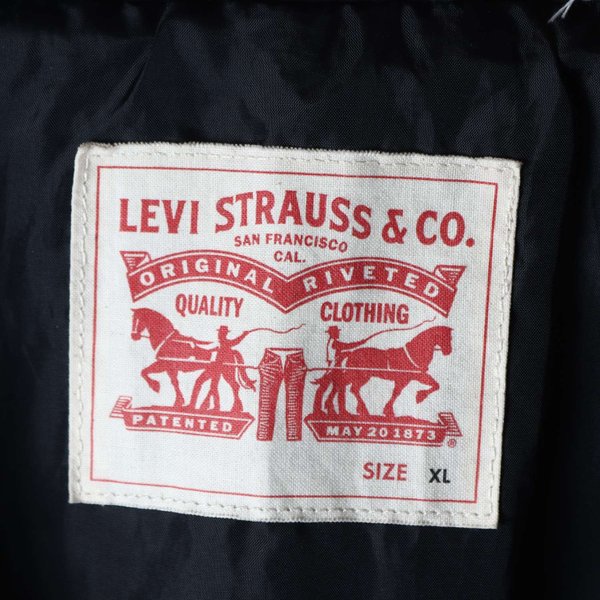 LEVI STRAUSS & CO.
SAN FRANCISCO
CAL.
ORIGINAL RIVETED
QUALITY CLOTHING
PATENTED MAY 20 1873 ®
SIZE XL